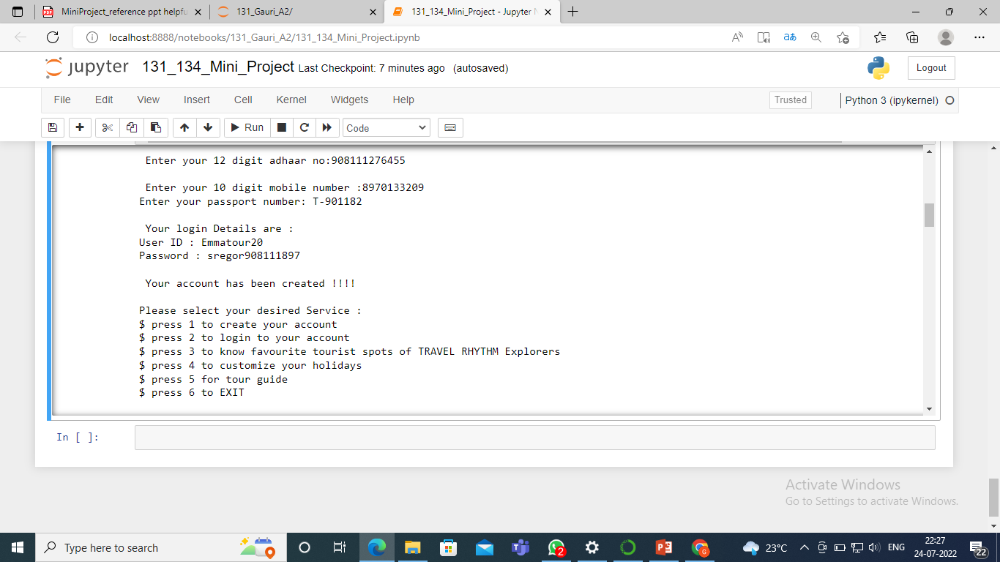 MiniProject_reference ppt helpfu
131_Gauri_A2/
131_134_Mini_Project - Jupyter N
localhost:8888/notebooks/131_Gauri_A2/131_134_Mini_Project.ipynb
jupyter 131_134_Mini_Project Last Checkpoint: 7 minutes ago (autosaved)
Logout
File Edit View Insert Cell Kernel Widgets Help
Trusted
Python 3 (ipykernel)
Run
Code
Enter your 12 digit adhaar no:908111276455
Enter your 10 digit mobile number :8970133209
Enter your passport number: T-901182
Your login Details are :
User ID : Emmatour20
Password : sregor908111897
Your account has been created !!!!
Please select your desired Service :
$ press 1 to create your account
$ press 2 to login to your account
$ press 3 to know favourite tourist spots of TRAVEL RHYTHM Explorers
$ press 4 to customize your holidays
$ press 5 for tour guide
$ press 6 to EXIT
In [ ]:
Activate Windows
Go to Settings to activate Windows.
Type here to search
2
G
23°C
ENG
22:27
24-07-2022
22